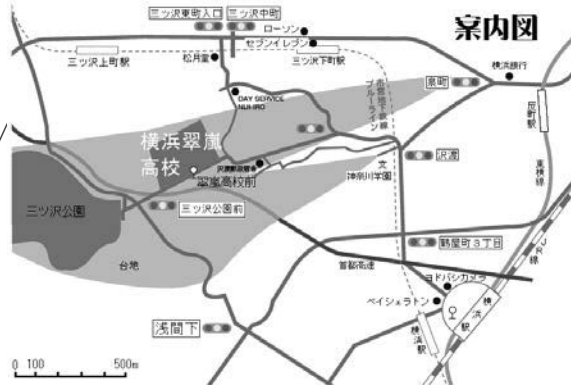 案内図
三ツ沢東町入口
三ツ沢中町
ローソン
セブンイレブン
三ツ沢上町駅
松月堂
三ツ沢下町駅
横浜銀行
泉町
反町駅
DAY SERVICE
NIJI-IRO
市営地下鉄線
ブルーライン
横浜翠嵐
高校
沢渡
東横線
翠嵐高校前
文
神奈川学園
三ツ沢公園
三ツ沢公園前
鶴屋町3丁目
JR線
台地
首都高速
ヨドバシカメラ
ベイシェラトン
浅間下
横浜駅
横浜駅
0 100 500m